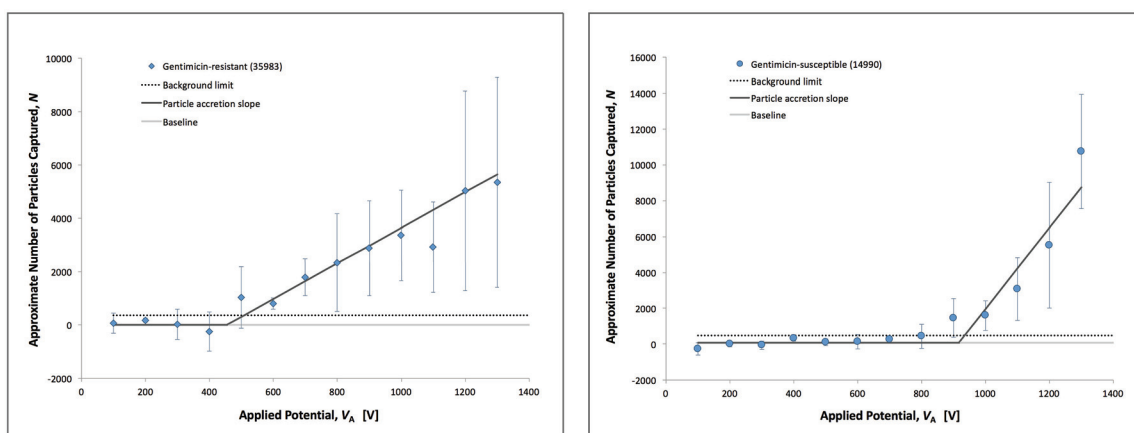 10000
8000
6000
4000
2000
0
-2000
Approximate Number of Particles Captured, N
Gentimicin-resistant (35983)
Background limit
Particle accretion slope
Baseline
0 200 400 600 800 1000 1200 1400
Applied Potential, VA [V]
16000
14000
12000
10000
8000
6000
4000
2000
0
-2000
Approximate Number of Particles Captured, N
Gentimicin-susceptible (14990)
Background limit
Particle accretion slope
Baseline
0 200 400 600 800 1000 1200 1400
Applied Potential, VA [V]